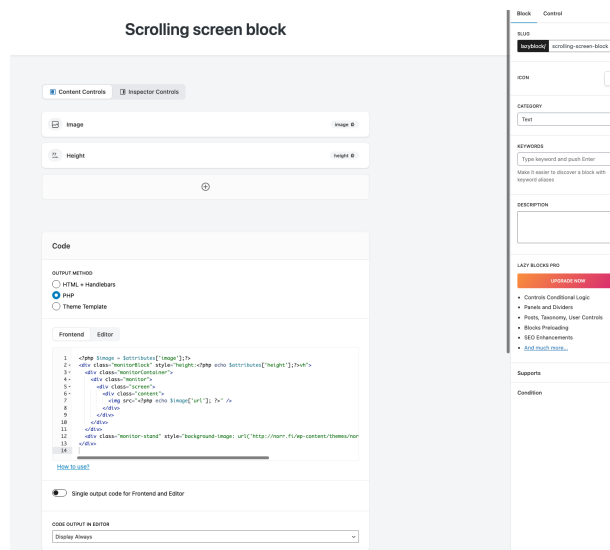 Scrolling screen block
Content Controls
Inspector Controls
Image
image
Height
height
Code
OUTPUT METHOD
HTML + Handlebars
PHP
Theme Template
Frontend
Editor
1 <?php $image = $attributes['image'];?>
2 <div class="monitorBlock" style="height:<?php echo $attributes["height"];?>vh">
3 <div class="monitorContainer">
4 <div class="monitor">
5 <div class="screen">
6 <div class="content">
7 <img src="<?php echo $image["url"]; ?>" />
8 </div>
9 </div>
10 </div>
11 </div>
12 <div class="monitor-stand" style="background-image: url('http://norr.fi/wp-content/themes/nor
13 </div>
14
How to use?
Single output code for Frontend and Editor
CODE OUTPUT IN EDITOR
Display Always
Block
Control
SLUG
lazyblock/
scrolling-screen-block
ICON
CATEGORY
Text
KEYWORDS
Type keyword and push Enter
Make it easier to discover a block with
keyword aliases
DESCRIPTION
LAZY BLOCKS PRO
UPGRADE NOW
• Controls Conditional Logic
• Panels and Dividers
• Posts, Taxonomy, User Controls
• Blocks Preloading
• SEO Enhancements
• And much more...
Supports
Condition